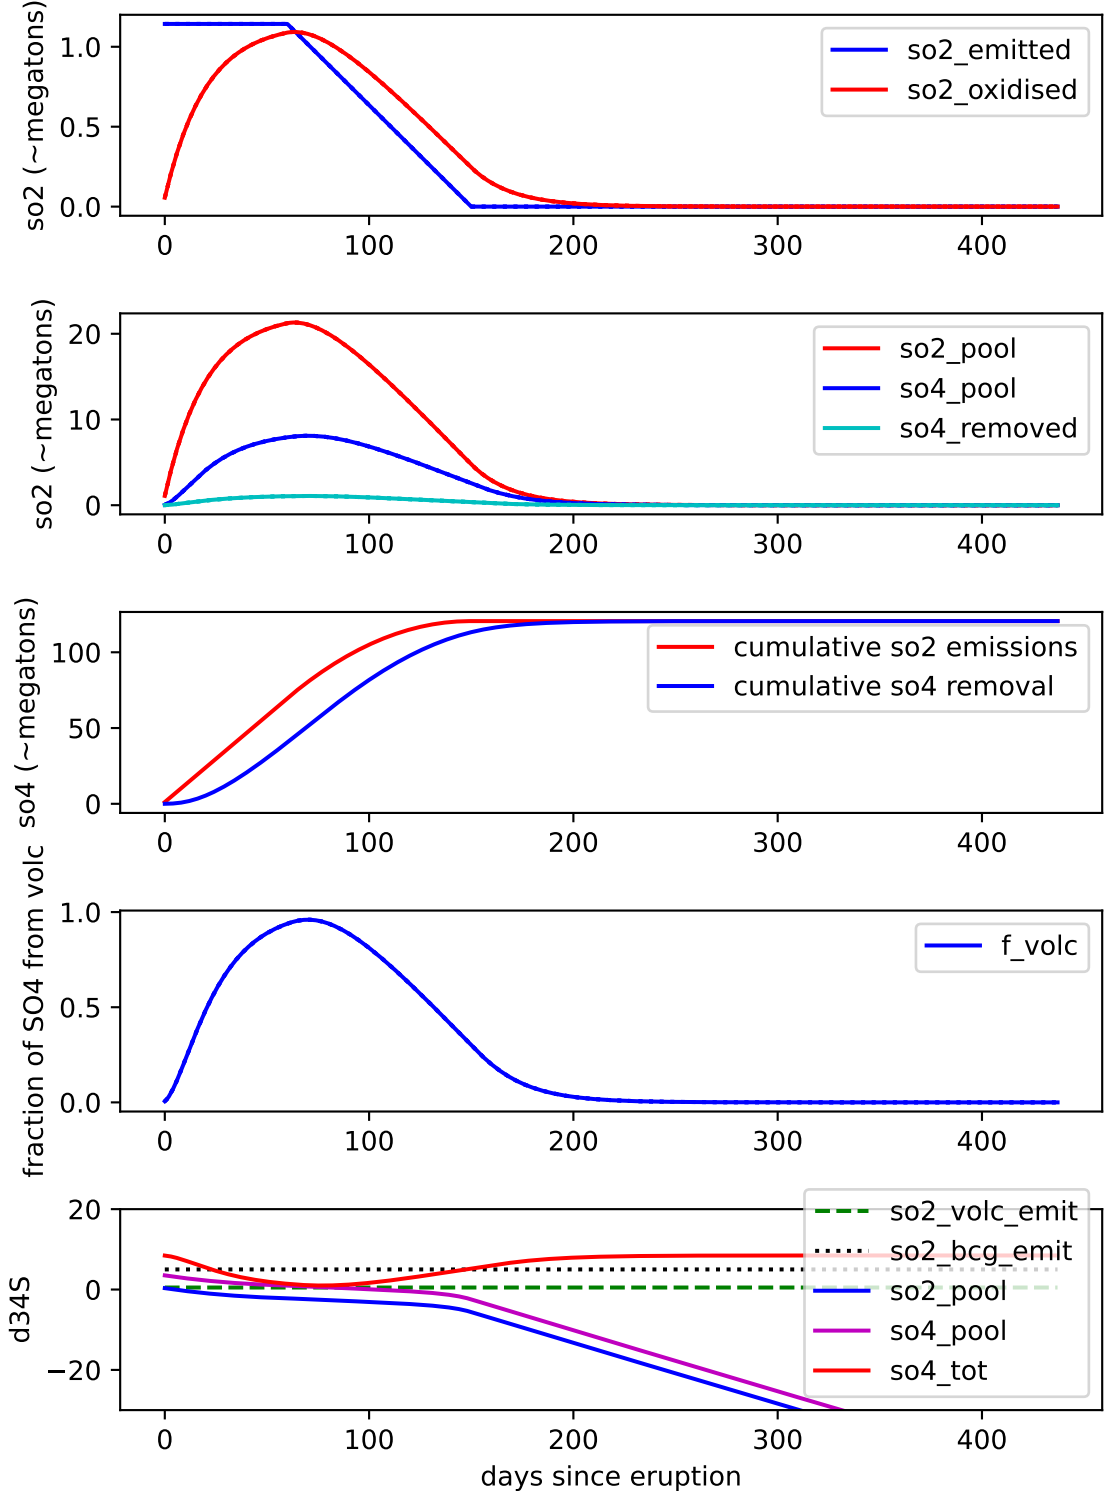 so2 (~megatons)
1.0
0.5
0.0
so2_emitted
so2_oxidised
0 100 200 300 400
so2 (~megatons)
20
10
0
so2_pool
so4_pool
so4_removed
0 100 200 300 400
so4 (~megatons)
100
50
0
cumulative so2 emissions
cumulative so4 removal
0 100 200 300 400
fraction of SO4 from volc
1.0
0.5
0.0
f_volc
0 100 200 300 400
d34S
20
0
−20
so2_volc_emit
so2_bcg_emit
so2_pool
so4_pool
so4_tot
0 100 200 300 400
days since eruption